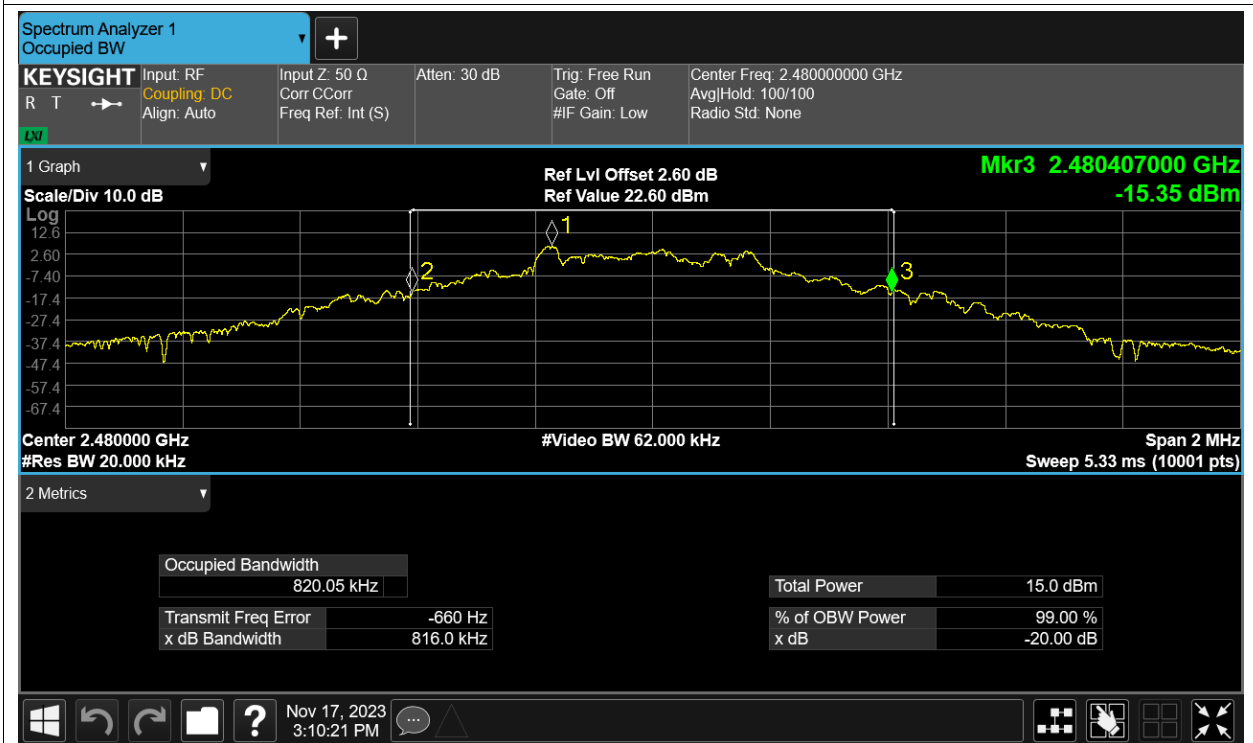 Spectrum Analyzer 1
Occupied BW
KEYSIGHT
R T
LXI
Input: RF
Coupling: DC
Align: Auto
Input Z: 50 Ω
Corr CCorr
Freq Ref: Int (S)
Atten: 30 dB
Trig: Free Run
Gate: Off
#IF Gain: Low
Center Freq: 2.480000000 GHz
Avg|Hold: 100/100
Radio Std: None
1 Graph
Scale/Div 10.0 dB
Ref Lvl Offset 2.60 dB
Ref Value 22.60 dBm
Mkr3 2.480407000 GHz
-15.35 dBm
Log
12.6
2.60
-7.40
-17.4
-27.4
-37.4
-47.4
-57.4
-67.4
1
2
3
Center 2.480000 GHz
#Res BW 20.000 kHz
#Video BW 62.000 kHz
Span 2 MHz
Sweep 5.33 ms (10001 pts)
2 Metrics
Occupied Bandwidth
820.05 kHz
Transmit Freq Error -660 Hz
x dB Bandwidth 816.0 kHz
Total Power 15.0 dBm
% of OBW Power 99.00 %
x dB -20.00 dB
?
Nov 17, 2023
3:10:21 PM